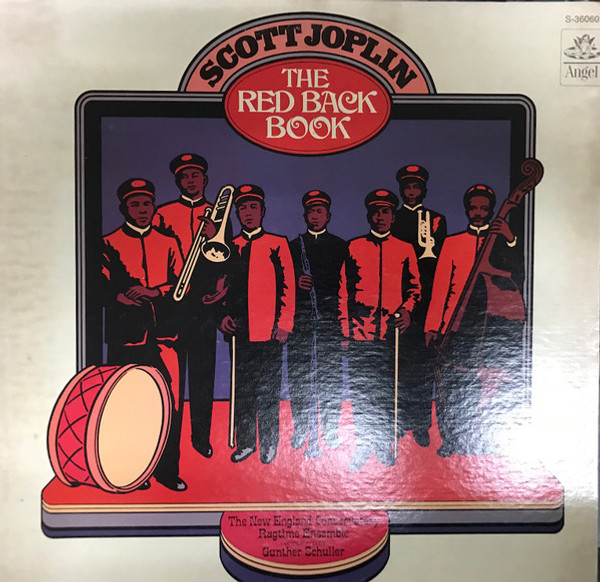 S-36060
Angel
SCOTT JOPLIN
THE
RED BACK
BOOK
The New England Conservatory
Ragtime Ensemble
Gunther Schuller